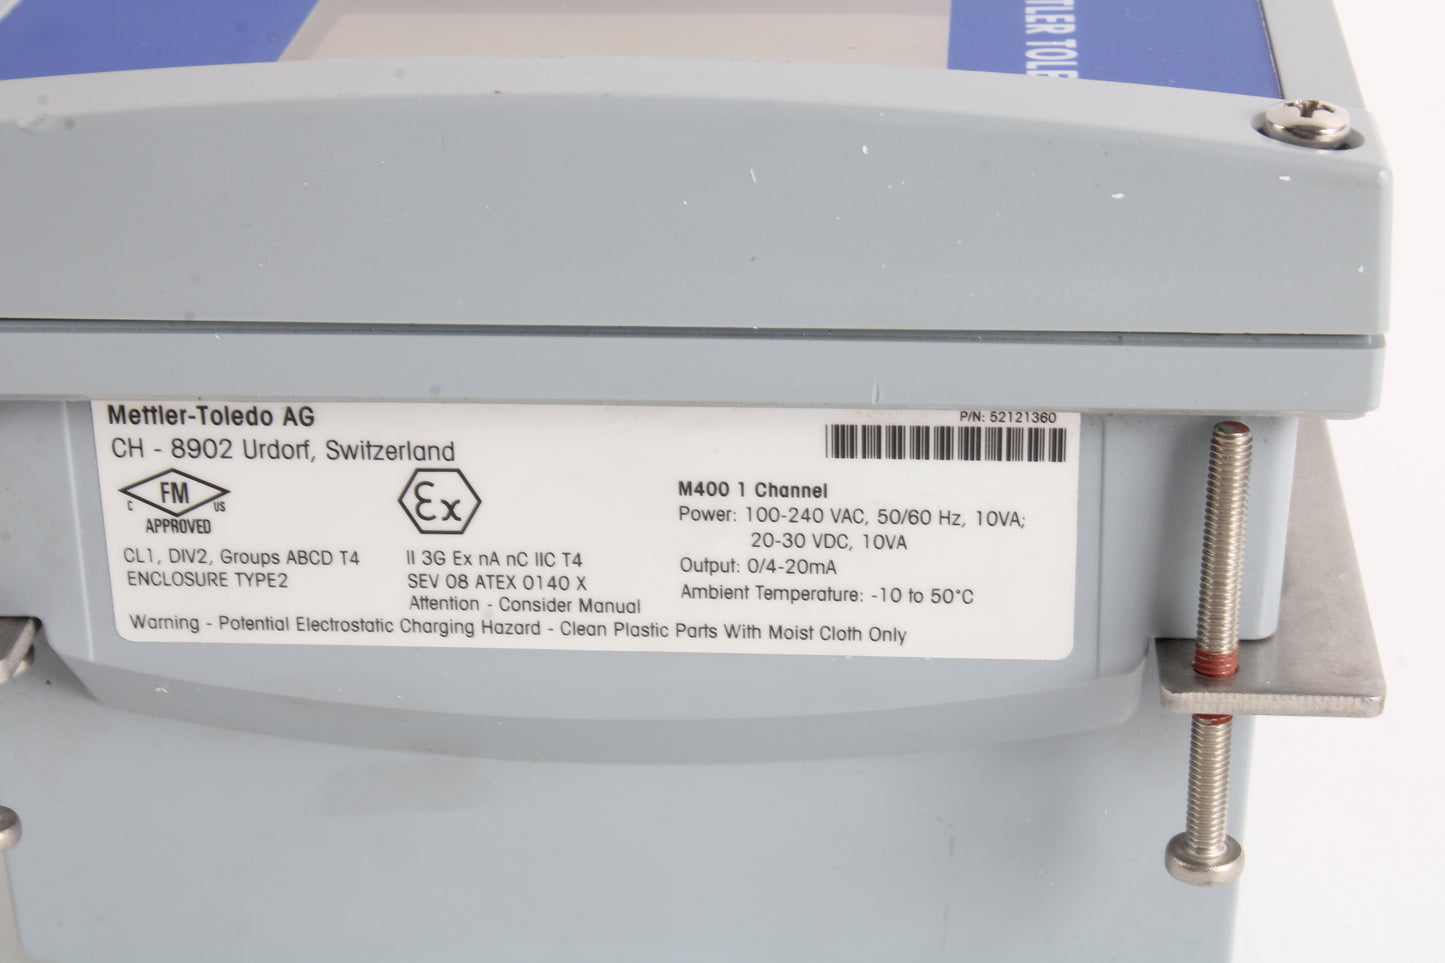 TTLER TOLE
Mettler-Toledo AG
CH - 8902 Urdorf, Switzerland
P/N: 52121360
FM
C US
APPROVED
Ex
CL1, DIV2, Groups ABCD T4
ENCLOSURE TYPE2
II 3G Ex nA nC IIC T4
SEV 08 ATEX 0140 X
Attention - Consider Manual
M400 1 Channel
Power: 100-240 VAC, 50/60 Hz, 10VA;
20-30 VDC, 10VA
Output: 0/4-20mA
Ambient Temperature: -10 to 50°C
Warning - Potential Electrostatic Charging Hazard - Clean Plastic Parts With Moist Cloth Only